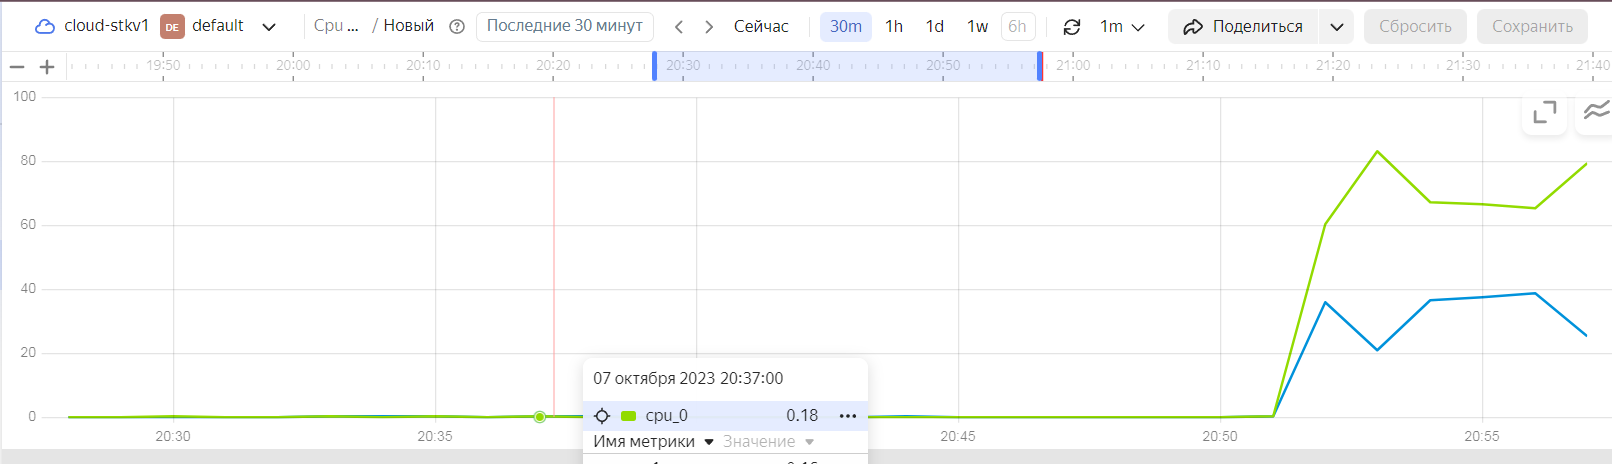 cloud-stkv1 DE default Cpu ... / Новый Последние 30 минут Сейчас 30m 1h 1d 1w 6h 1m Поделиться Сбросить Сохранить
19:50 20:00 20:10 20:20 20:30 20:40 20:50 21:00 21:10 21:20 21:30 21:40
100
80
60
40
20
0
07 октября 2023 20:37:00
cpu_0 0.18
Имя метрики Значение
20:30 20:35 20:45 20:50 20:55